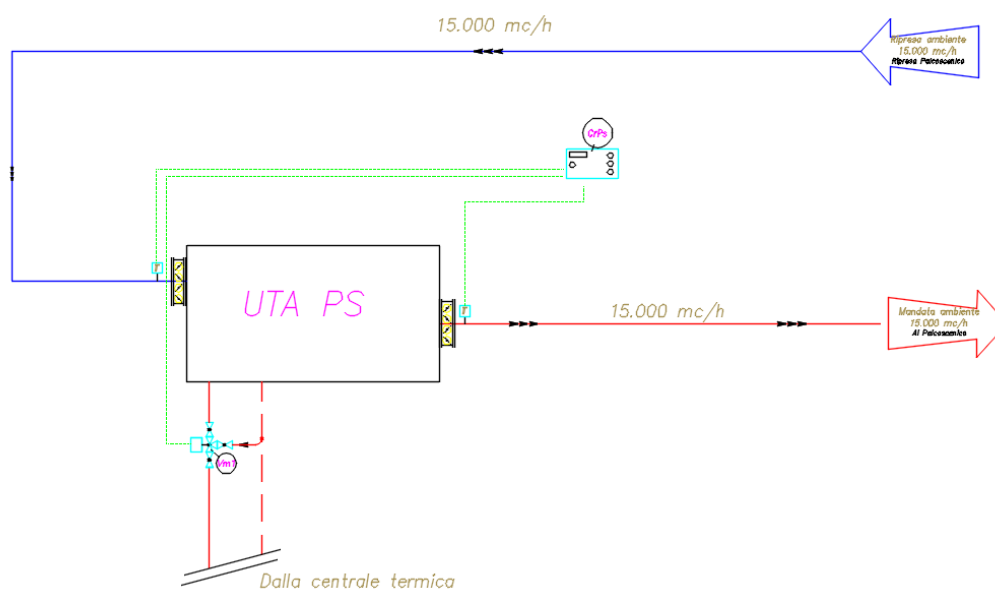 15.000 mc/h
Ripresa ambiente
15.000 mc/h
Ripresa Palcoscenico
CrPs
T
UTA PS
T
15.000 mc/h
Mandata ambiente
15.000 mc/h
Al Palcoscenico
VmT
Dalla centrale termica